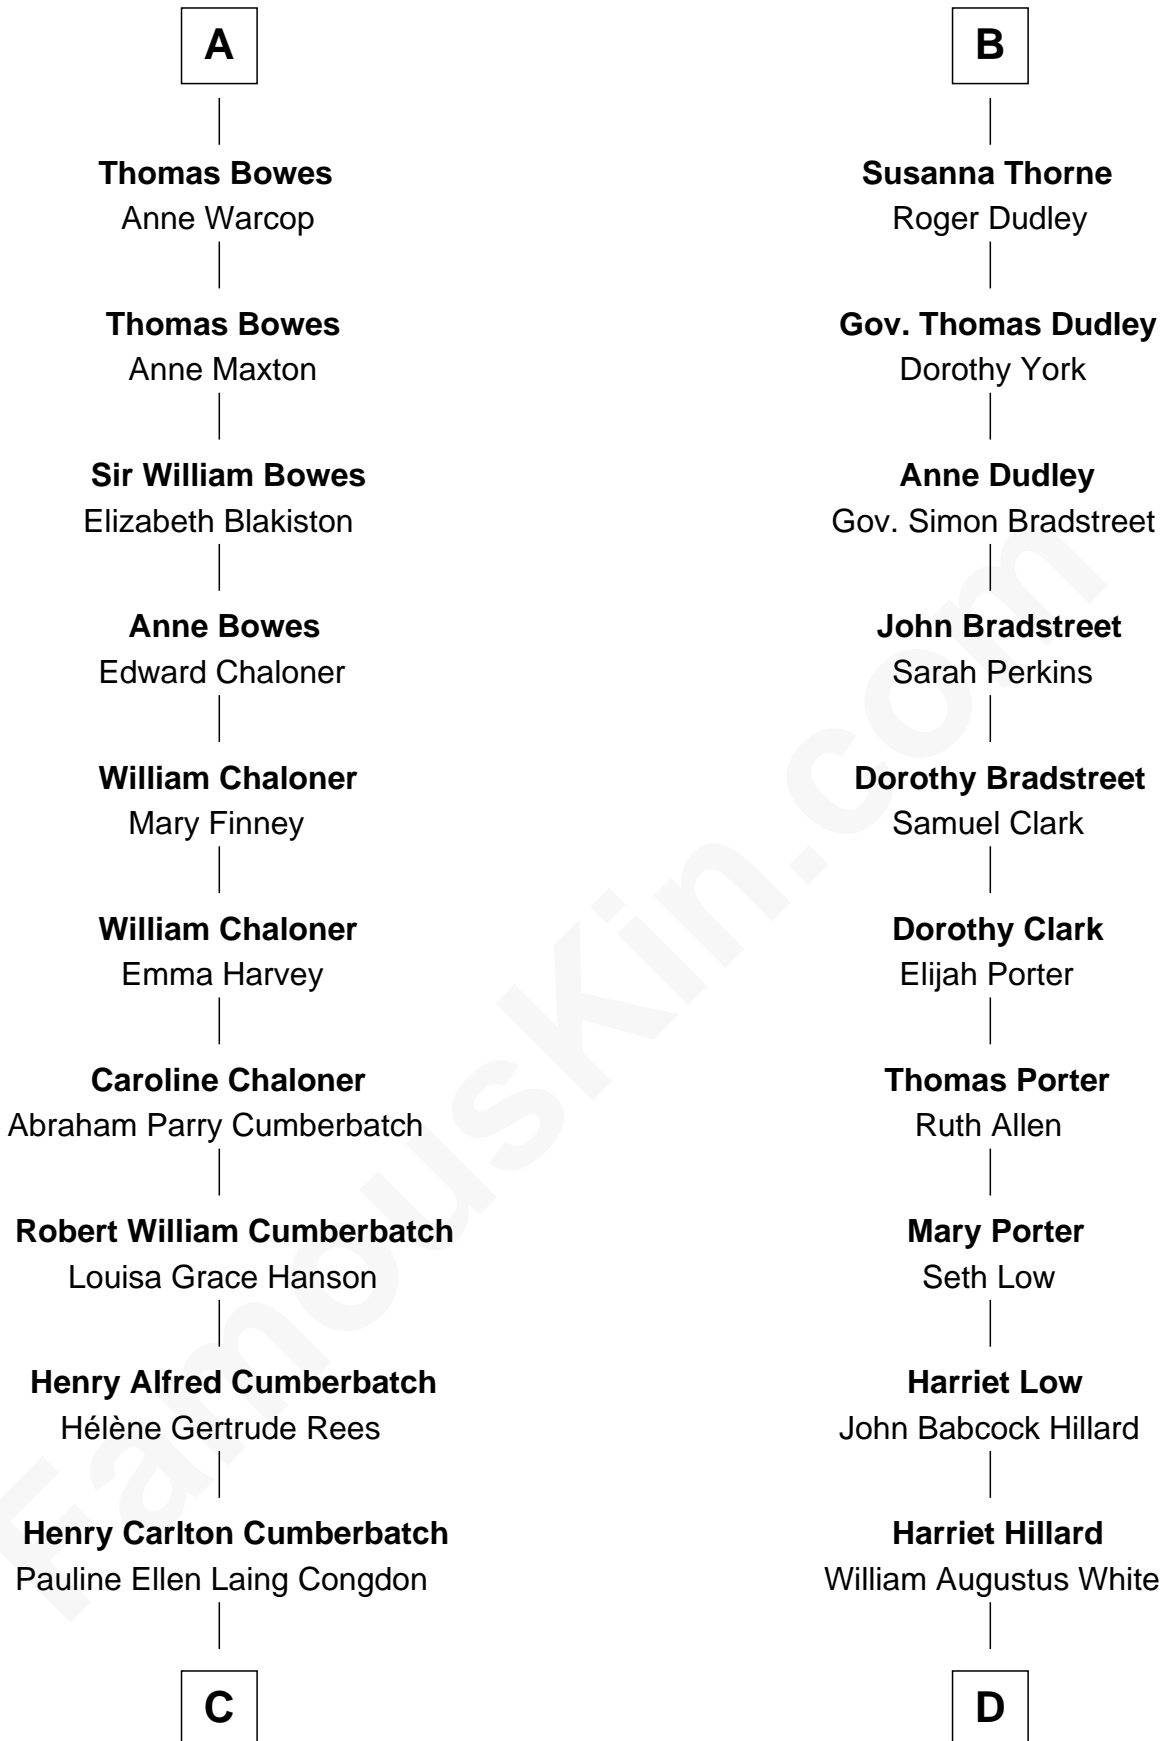 A
Thomas Bowes
Anne Warcop
Thomas Bowes
Anne Maxton
Sir William Bowes
Elizabeth Blakiston
Anne Bowes
Edward Chaloner
William Chaloner
Mary Finney
William Chaloner
Emma Harvey
Caroline Chaloner
Abraham Parry Cumberbatch
Robert William Cumberbatch
Louisa Grace Hanson
Henry Alfred Cumberbatch
Hélène Gertrude Rees
Henry Carlton Cumberbatch
Pauline Ellen Laing Congdon
C
B
Susanna Thorne
Roger Dudley
Gov. Thomas Dudley
Dorothy York
Anne Dudley
Gov. Simon Bradstreet
John Bradstreet
Sarah Perkins
Dorothy Bradstreet
Samuel Clark
Dorothy Clark
Elijah Porter
Thomas Porter
Ruth Allen
Mary Porter
Seth Low
Harriet Low
John Babcock Hillard
Harriet Hillard
William Augustus White
D
FamousKin.com